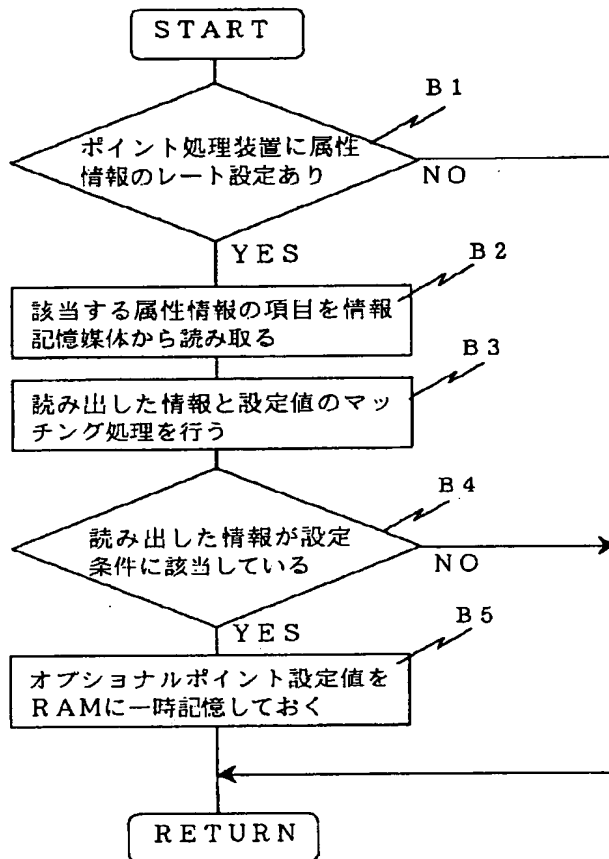 START
B1
ポイント処理装置に属性
情報のレート設定あり
NO
YES
B2
該当する属性情報の項目を情報
記憶媒体から読み取る
B3
読み出した情報と設定値のマッ
チング処理を行う
B4
読み出した情報が設定
条件に該当している
NO
YES
B5
オプショナルポイント設定値を
RAMに一時記憶しておく
RETURN